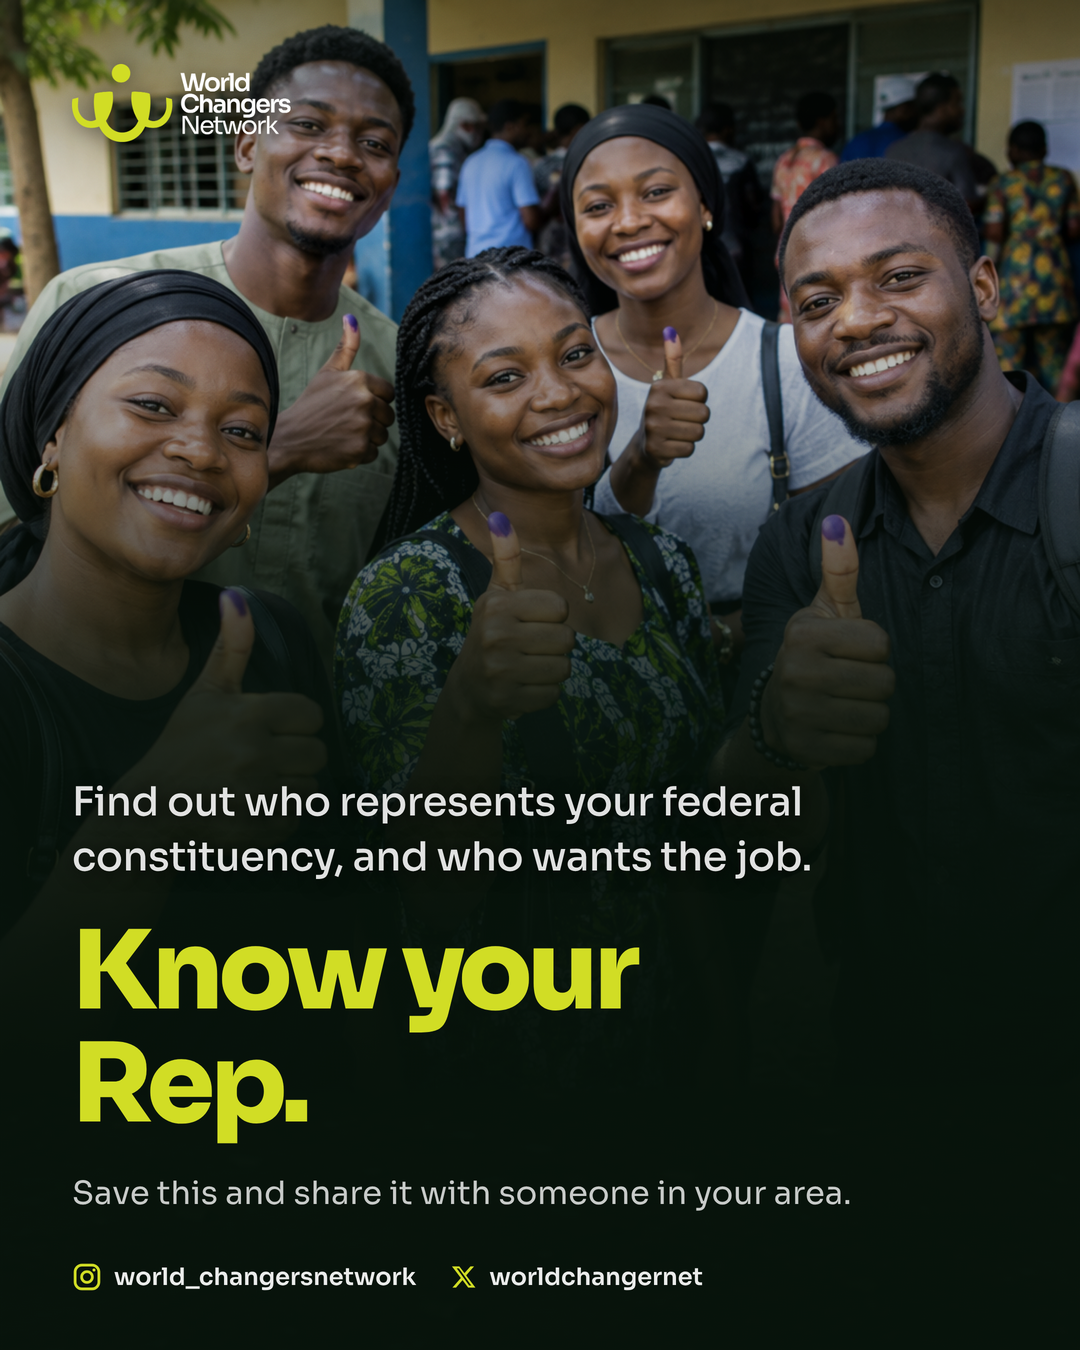 World
Changers
Network
Find out who represents your federal
constituency, and who wants the job.
Know your
Rep.
Save this and share it with someone in your area.
world_changersnetwork worldchangernet